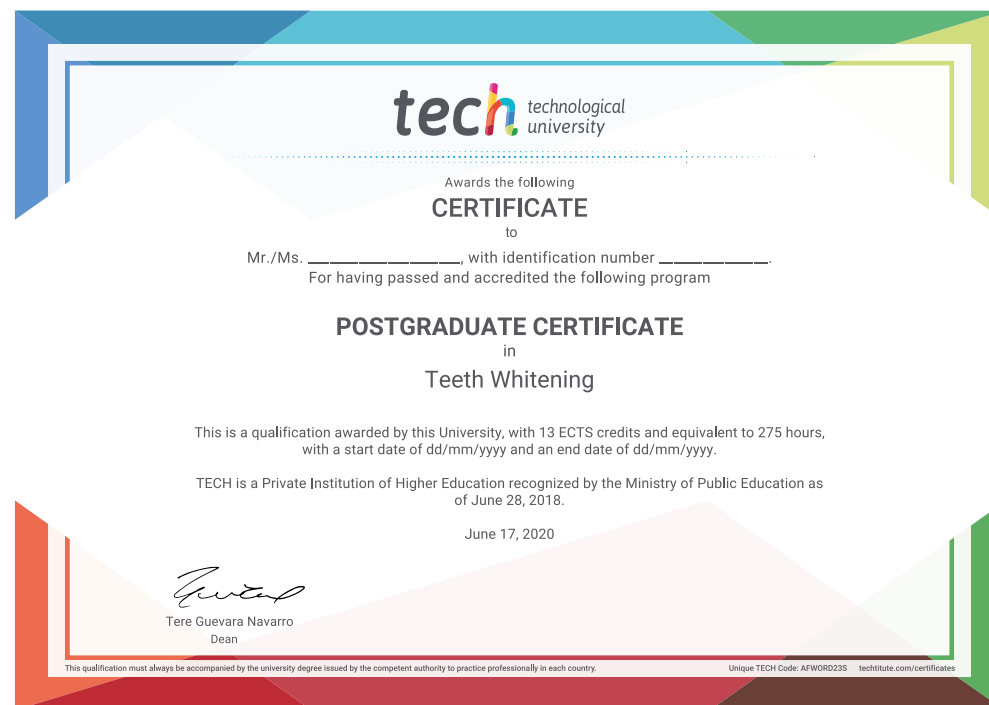 tech technological
university
Awards the following
CERTIFICATE
to
Mr./Ms. ____________________, with identification number ______________.
For having passed and accredited the following program
POSTGRADUATE CERTIFICATE
in
Teeth Whitening
This is a qualification awarded by this University, with 13 ECTS credits and equivalent to 275 hours,
with a start date of dd/mm/yyyy and an end date of dd/mm/yyyy.
TECH is a Private Institution of Higher Education recognized by the Ministry of Public Education as
of June 28, 2018.
June 17, 2020
Tere Guevara Navarro
Dean
This qualification must always be accompanied by the university degree issued by the competent authority to practice professionally in each country. Unique TECH Code: AFWORD23S techtitute.com/certificates